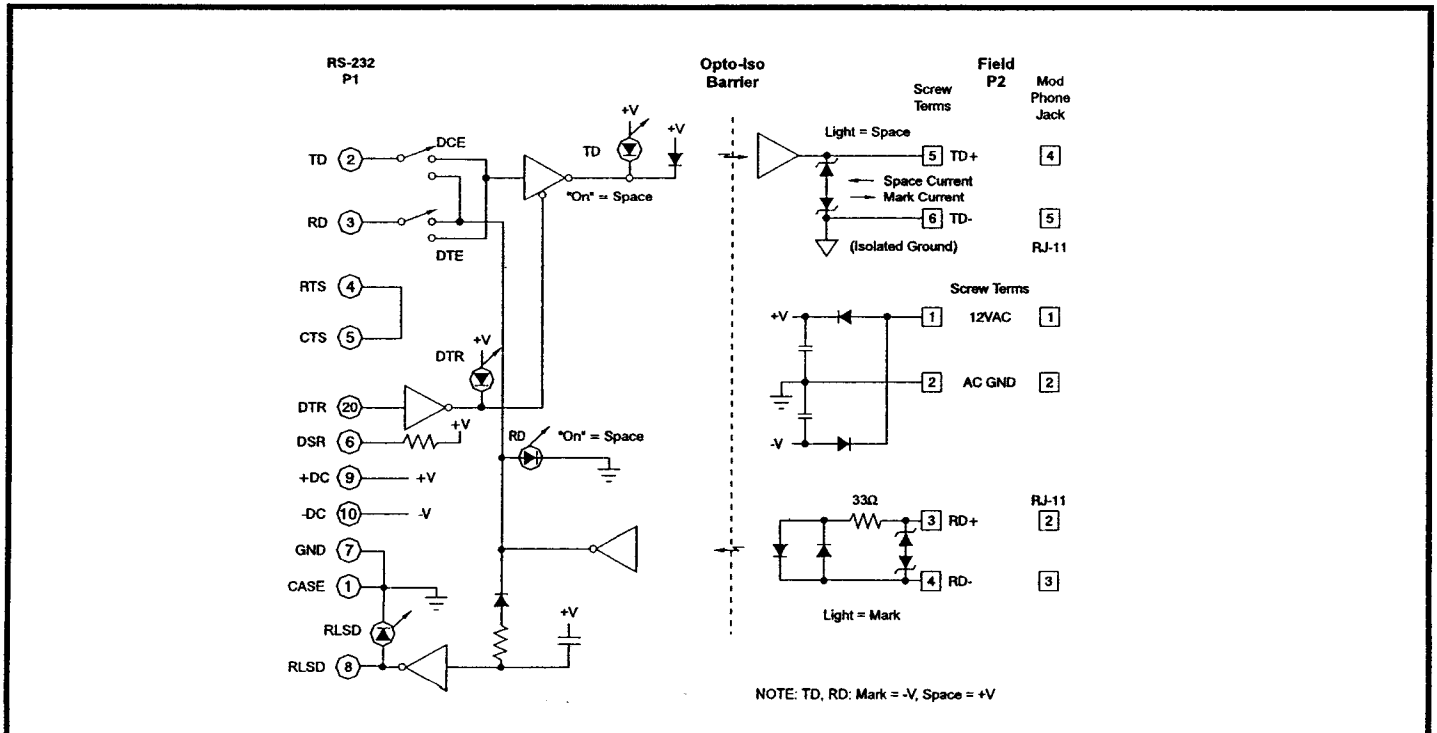 RS-232
P1
Opto-Iso
Barrier
Field
P2
Screw
Terms
Mod
Phone
Jack
TD 2
DCE
TD
+V
+V
"On" = Space
Light = Space
5 TD+
4
Space Current
Mark Current
RD 3
DTE
6 TD-
5
(Isolated Ground)
RJ-11
RTS 4
CTS 5
Screw Terms
+V
1 12VAC
1
2 AC GND
2
-V
DTR
+V
DTR 20
DSR 6
+V
RD "On" = Space
+DC 9 +V
-DC 10 -V
GND 7
CASE 1
RLSD
RLSD 8
+V
33Ω
3 RD+
RJ-11
2
4 RD-
3
Light = Mark
NOTE: TD, RD: Mark = -V, Space = +V